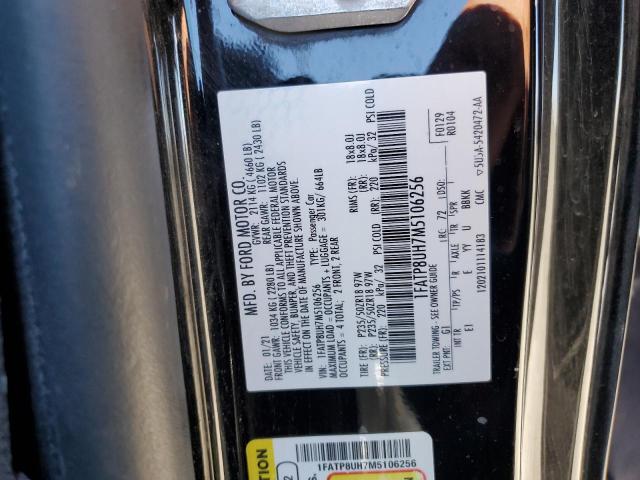 MFD. BY FORD MOTOR CO.
DATE: 01/21 GVWR: 2114 KG ( 4660 LB)
FRONT GAWR: 1034 KG ( 2280 LB) REAR GAWR: 1102 KG ( 2430 LB)
THIS VEHICLE CONFORMS TO ALL APPLICABLE FEDERAL MOTOR
VEHICLE SAFETY, BUMPER, AND THEFT PREVENTION STANDARDS
IN EFFECT ON THE DATE OF MANUFACTURE SHOWN ABOVE.
VIN: 1FATP8UH7M5106256 TYPE: Passenger Car
MAXIMUM LOAD = OCCUPANTS + LUGGAGE = 301KG/ 664LB
OCCUPANTS = 4 TOTAL; 2 FRONT, 2 REAR
TIRE (FR): P235/50ZR18 97W RIMS (FR): 18x8.0J
TIRE (RR): P235/50ZR18 97W (RR): 18x8.0J
PRESSURE (FR): 220 kPa/ 32 PSI COLD (RR): 220 kPa/ 32 PSI COLD
1FATP8UH7M5106256
TRAILER TOWING - SEE OWNER GUIDE F0129
EXT PNT: G1 RC: 72 DSO: R0104
INT TR TP/PS R AXLE TR SPR
E1 E YY U BBKK
1202101114183 CMC ▽5U5A-5420472-AA
1FATP8UH7M5106256